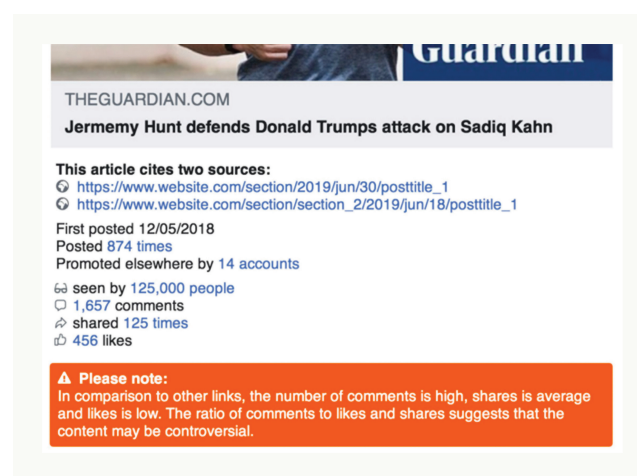 Guardian
THEGUARDIAN.COM
Jermemy Hunt defends Donald Trumps attack on Sadiq Kahn
This article cites two sources:
https://www.website.com/section/2019/jun/30/posttitle_1
https://www.website.com/section/section_2/2019/jun/18/posttitle_1
First posted 12/05/2018
Posted 874 times
Promoted elsewhere by 14 accounts
seen by 125,000 people
1,657 comments
shared 125 times
456 likes
Please note:
In comparison to other links, the number of comments is high, shares is average
and likes is low. The ratio of comments to likes and shares suggests that the
content may be controversial.